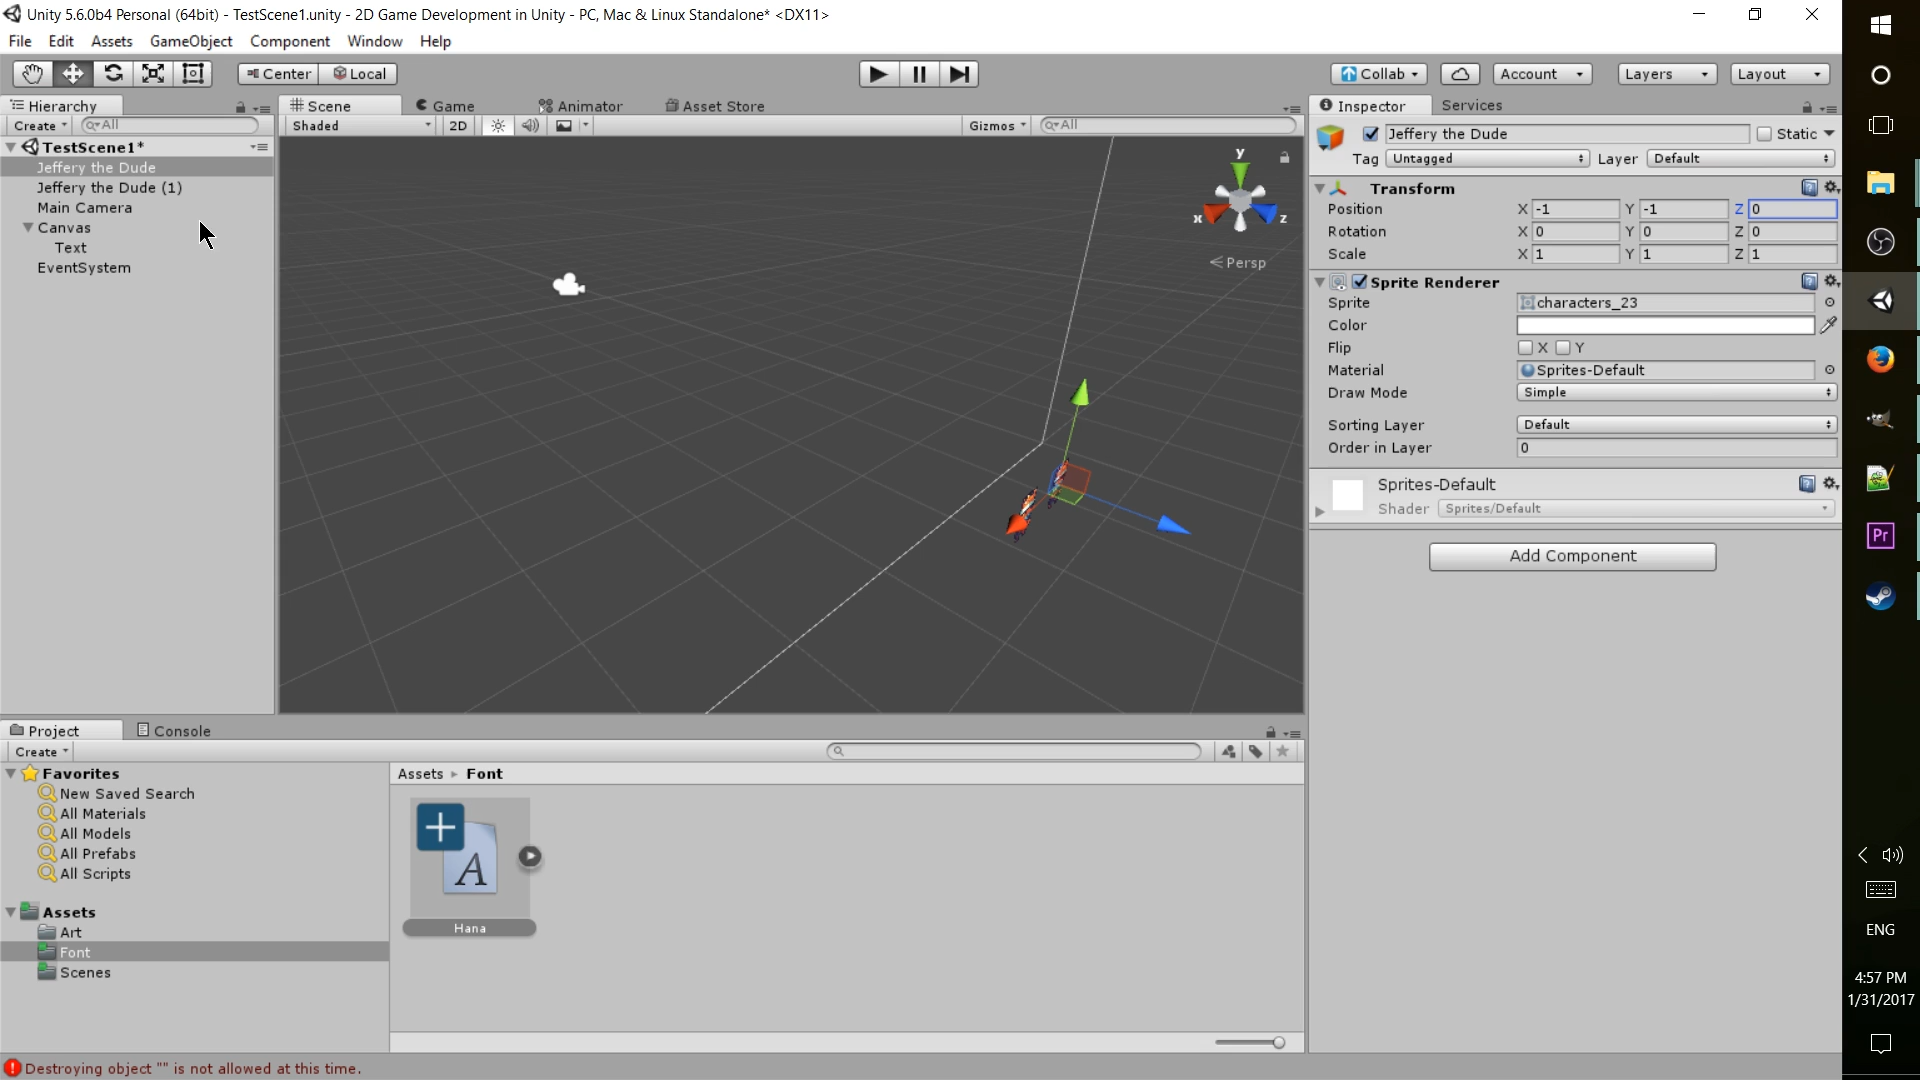 Unity 5.6.0b4 Personal (64bit) - TestScene1.unity - 2D Game Development in Unity - PC, Mac & Linux Standalone* <DX11>
File Edit Assets GameObject Component Window Help
Center Local Collab Account Layers Layout
Hierarchy
Create All
TestScene1*
Jeffery the Dude
Jeffery the Dude (1)
Main Camera
Canvas
Text
EventSystem
Scene Game Animator Asset Store
Shaded 2D Gizmos All
y
x z
Persp
Inspector Services
Jeffery the Dude Static
Tag Untagged Layer Default
Transform
Position X -1 Y -1 Z 0
Rotation X 0 Y 0 Z 0
Scale X 1 Y 1 Z 1
Sprite Renderer
Sprite characters_23
Color
Flip X Y
Material Sprites-Default
Draw Mode Simple
Sorting Layer Default
Order in Layer 0
Sprites-Default
Shader Sprites/Default
Add Component
Project Console
Create
Favorites
New Saved Search
All Materials
All Models
All Prefabs
All Scripts
Assets
Art
Font
Scenes
Assets Font
A
Hana
Destroying object "" is not allowed at this time.
Pr
ENG
4:57 PM
1/31/2017